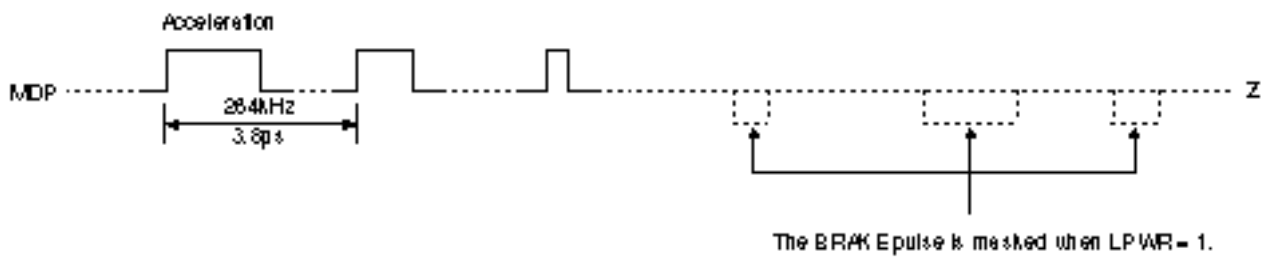 Acceleration
MDP
Z
264kHz
3.8µs
The BRAKE pulse is masked when LPWR = 1.